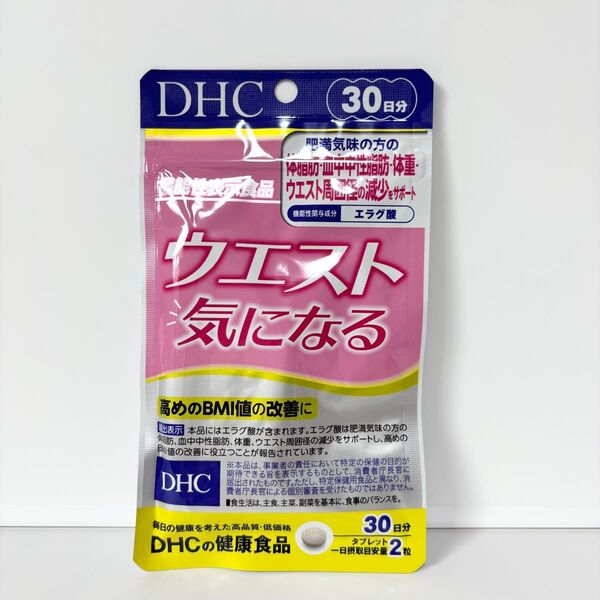 DHC
30日分
肥満気味の方の
体脂肪・血中中性脂肪・体重・
ウエスト周囲径の減少をサポート
機能性関与成分 エラグ酸
機能性表示食品
ウエスト
気になる
高めのBMI値の改善に
届出表示 本品にはエラグ酸が含まれます。エラグ酸は肥満気味の方の
体脂肪、血中中性脂肪、体重、ウエスト周囲径の減少をサポートし、高めの
BMI値の改善に役立つことが報告されています。
※本品は、事業者の責任において特定の保健の目的が
期待できる旨を表示するものとして、消費者庁長官に
届出されたものです。ただし、特定保健用食品と異なり、消
費者庁長官による個別審査を受けたものではありません。
■食生活は、主食、主菜、副菜を基本に、食事のバランスを。
DHC
毎日の健康を考えた高品質・低価格
DHCの健康食品
30日分
タブレット
一日摂取目安量2粒